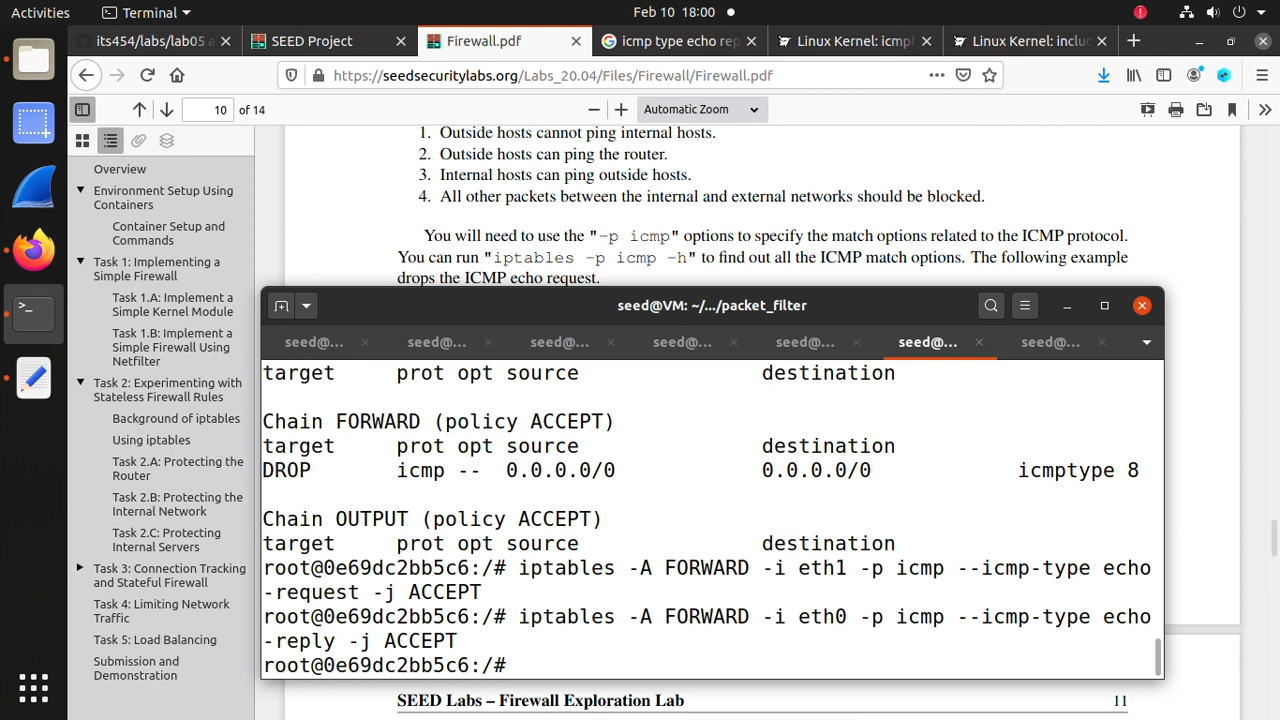 Activities
Terminal
Feb 10 18:00
its454/labs/lab05 a
SEED Project
Firewall.pdf
icmp type echo rep
Linux Kernel: icmpl
Linux Kernel: inclu
https://seedsecuritylabs.org/Labs_20.04/Files/Firewall/Firewall.pdf
10 of 14
Automatic Zoom
Overview
Environment Setup Using
Containers
Container Setup and
Commands
Task 1: Implementing a
Simple Firewall
Task 1.A: Implement a
Simple Kernel Module
Task 1.B: Implement a
Simple Firewall Using
Netfilter
Task 2: Experimenting with
Stateless Firewall Rules
Background of iptables
Using iptables
Task 2.A: Protecting the
Router
Task 2.B: Protecting the
Internal Network
Task 2.C: Protecting
Internal Servers
Task 3: Connection Tracking
and Stateful Firewall
Task 4: Limiting Network
Traffic
Task 5: Load Balancing
Submission and
Demonstration
1. Outside hosts cannot ping internal hosts.
2. Outside hosts can ping the router.
3. Internal hosts can ping outside hosts.
4. All other packets between the internal and external networks should be blocked.
You will need to use the "-p icmp" options to specify the match options related to the ICMP protocol.
You can run "iptables -p icmp -h" to find out all the ICMP match options. The following example
drops the ICMP echo request.
seed@VM: ~/.../packet_filter
seed@...
seed@...
seed@...
seed@...
seed@...
seed@...
seed@...
target prot opt source destination
Chain FORWARD (policy ACCEPT)
target prot opt source destination
DROP icmp -- 0.0.0.0/0 0.0.0.0/0 icmptype 8
Chain OUTPUT (policy ACCEPT)
target prot opt source destination
root@0e69dc2bb5c6:/# iptables -A FORWARD -i eth1 -p icmp --icmp-type echo
-request -j ACCEPT
root@0e69dc2bb5c6:/# iptables -A FORWARD -i eth0 -p icmp --icmp-type echo
-reply -j ACCEPT
root@0e69dc2bb5c6:/#
SEED Labs – Firewall Exploration Lab 11